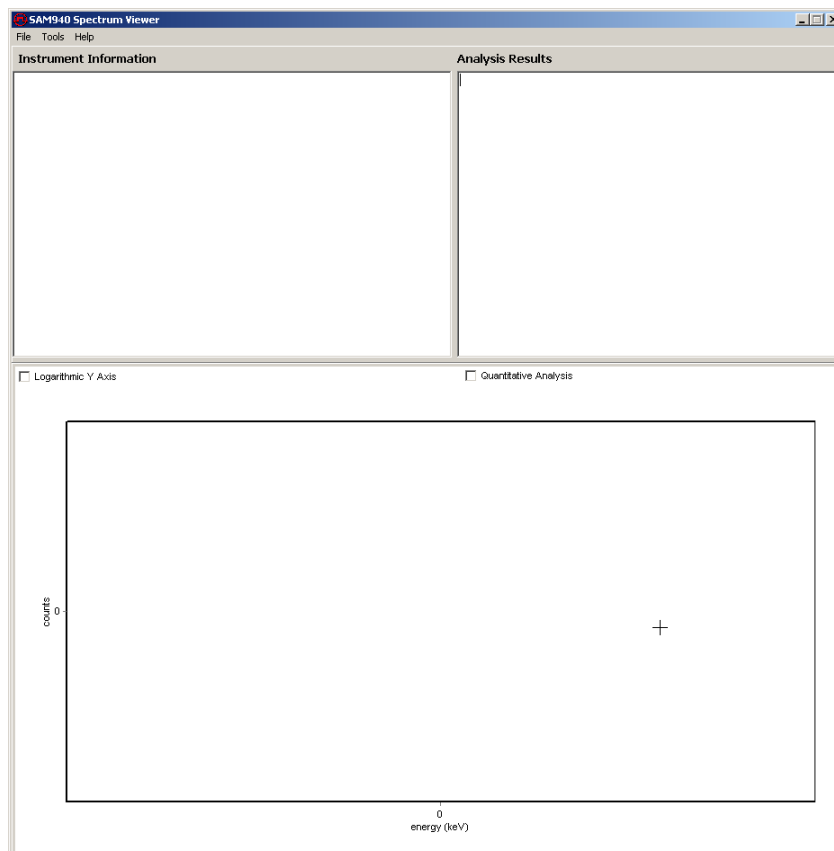 SAM940 Spectrum Viewer
File Tools Help
Instrument Information
Analysis Results
Logarithmic Y Axis
Quantitative Analysis
counts
0
0
energy (keV)